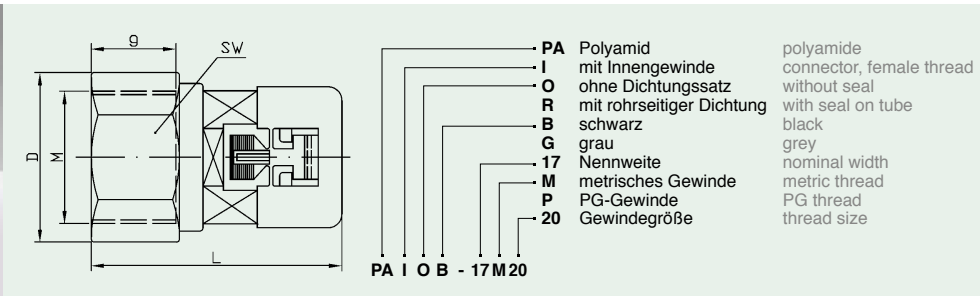 g
SW
D
M
L
PA Polyamid polyamide
I mit Innengewinde connector, female thread
O ohne Dichtungssatz without seal
R mit rohrseitiger Dichtung with seal on tube
B schwarz black
G grau grey
17 Nennweite nominal width
M metrisches Gewinde metric thread
P PG-Gewinde PG thread
20 Gewindegröße thread size
PA I O B - 17 M 20